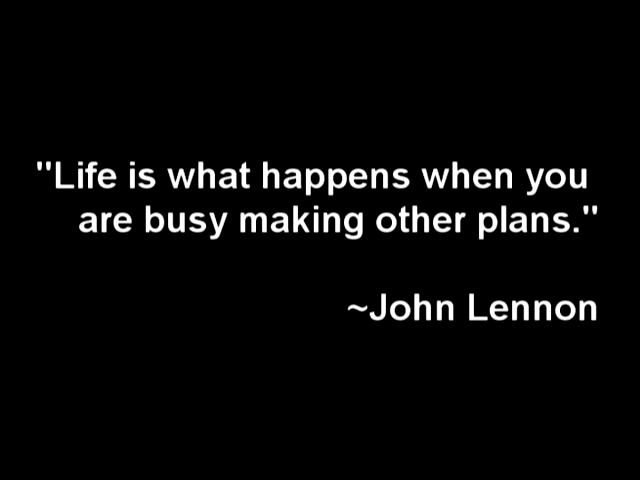 "Life is what happens when you
are busy making other plans."
~John Lennon